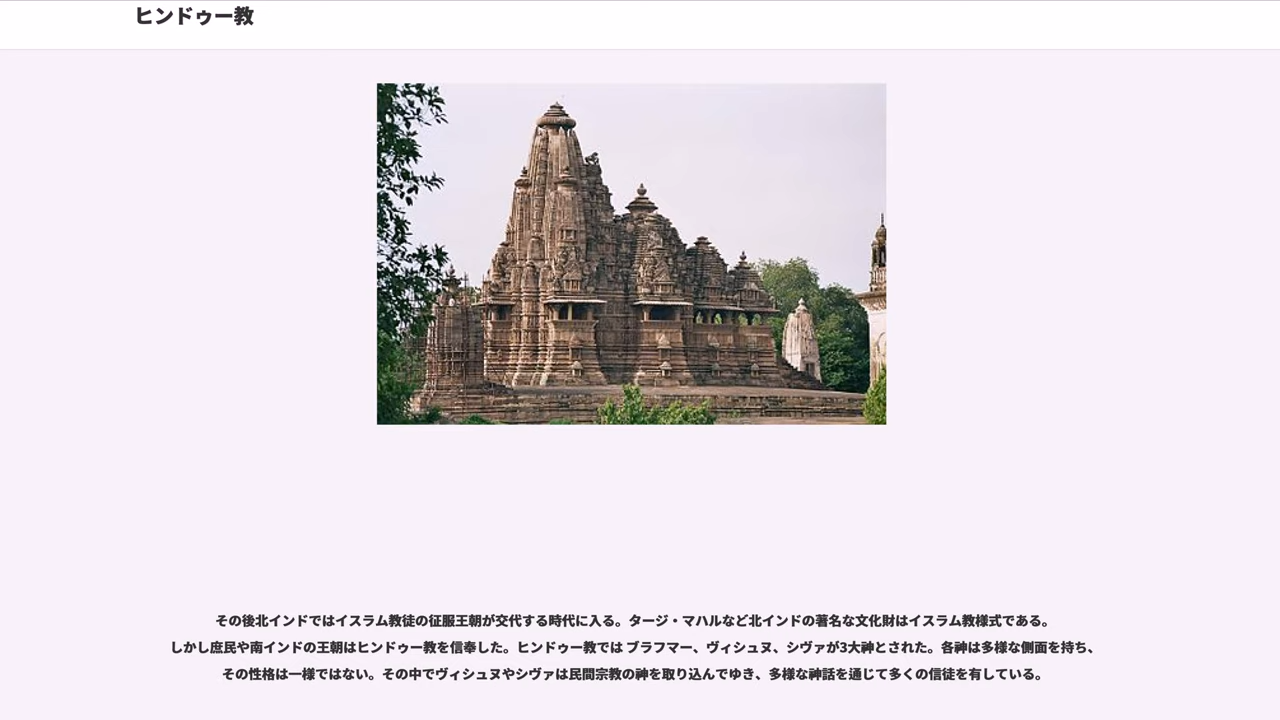 ヒンドゥー教
その後北インドではイスラム教徒の征服王朝が交代する時代に入る。タージ・マハルなど北インドの著名な文化財はイスラム教様式である。
しかし庶民や南インドの王朝はヒンドゥー教を信奉した。ヒンドゥー教では ブラフマー、ヴィシュヌ、シヴァが3大神とされた。各神は多様な側面を持ち、
その性格は一様ではない。その中でヴィシュヌやシヴァは民間宗教の神を取り込んでゆき、多様な神話を通じて多くの信徒を有している。